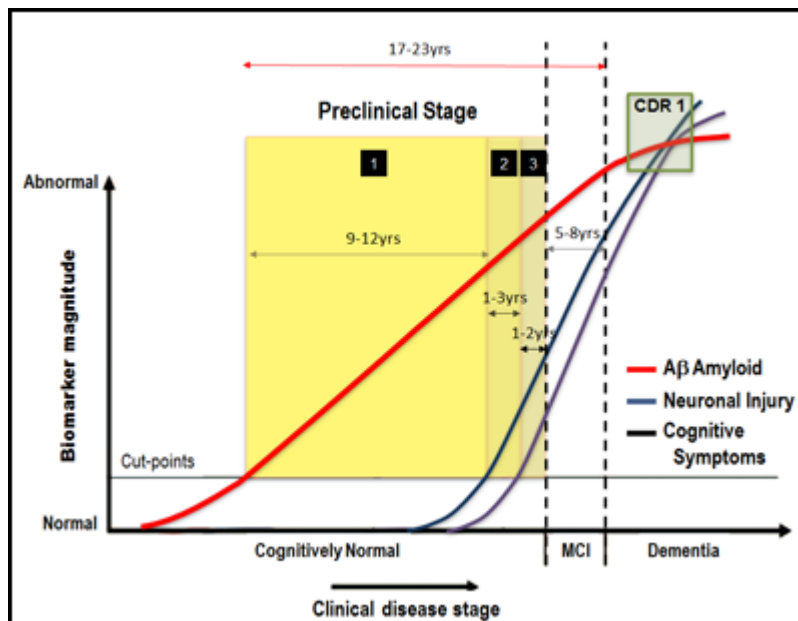 17-23yrs
Preclinical Stage
CDR 1
1
2
3
Abnormal
9-12yrs
5-8yrs
1-3yrs
1-2yrs
Biomarker magnitude
Aβ Amyloid
Neuronal Injury
Cognitive
Symptoms
Cut-points
Normal
Cognitively Normal
MCI
Dementia
Clinical disease stage